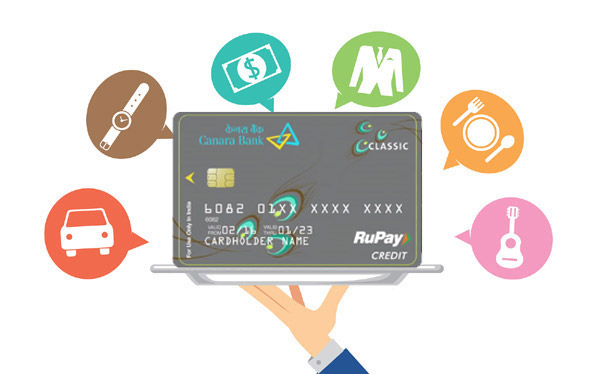 केनरा बैंक
Canara Bank
CLASSIC
6082 01XX XXXX XXXX
6082
VALID FROM 02/16 VALID THRU 01/23
CARDHOLDER NAME
For Use Only In India
RuPay
CREDIT
$